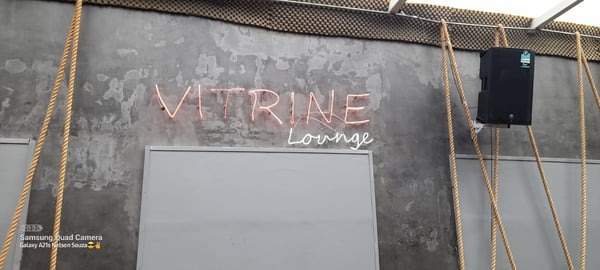 VITRINE
Lounge
Samsung Quad Camera
Galaxy A21s Nelson Souza😎✌